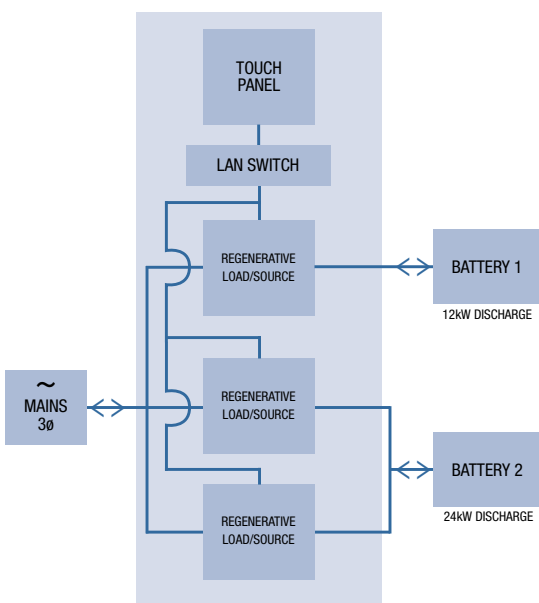 TOUCH
PANEL
LAN SWITCH
REGENERATIVE
LOAD/SOURCE
BATTERY 1
12kW DISCHARGE
~
MAINS
3ø
REGENERATIVE
LOAD/SOURCE
BATTERY 2
24kW DISCHARGE
REGENERATIVE
LOAD/SOURCE